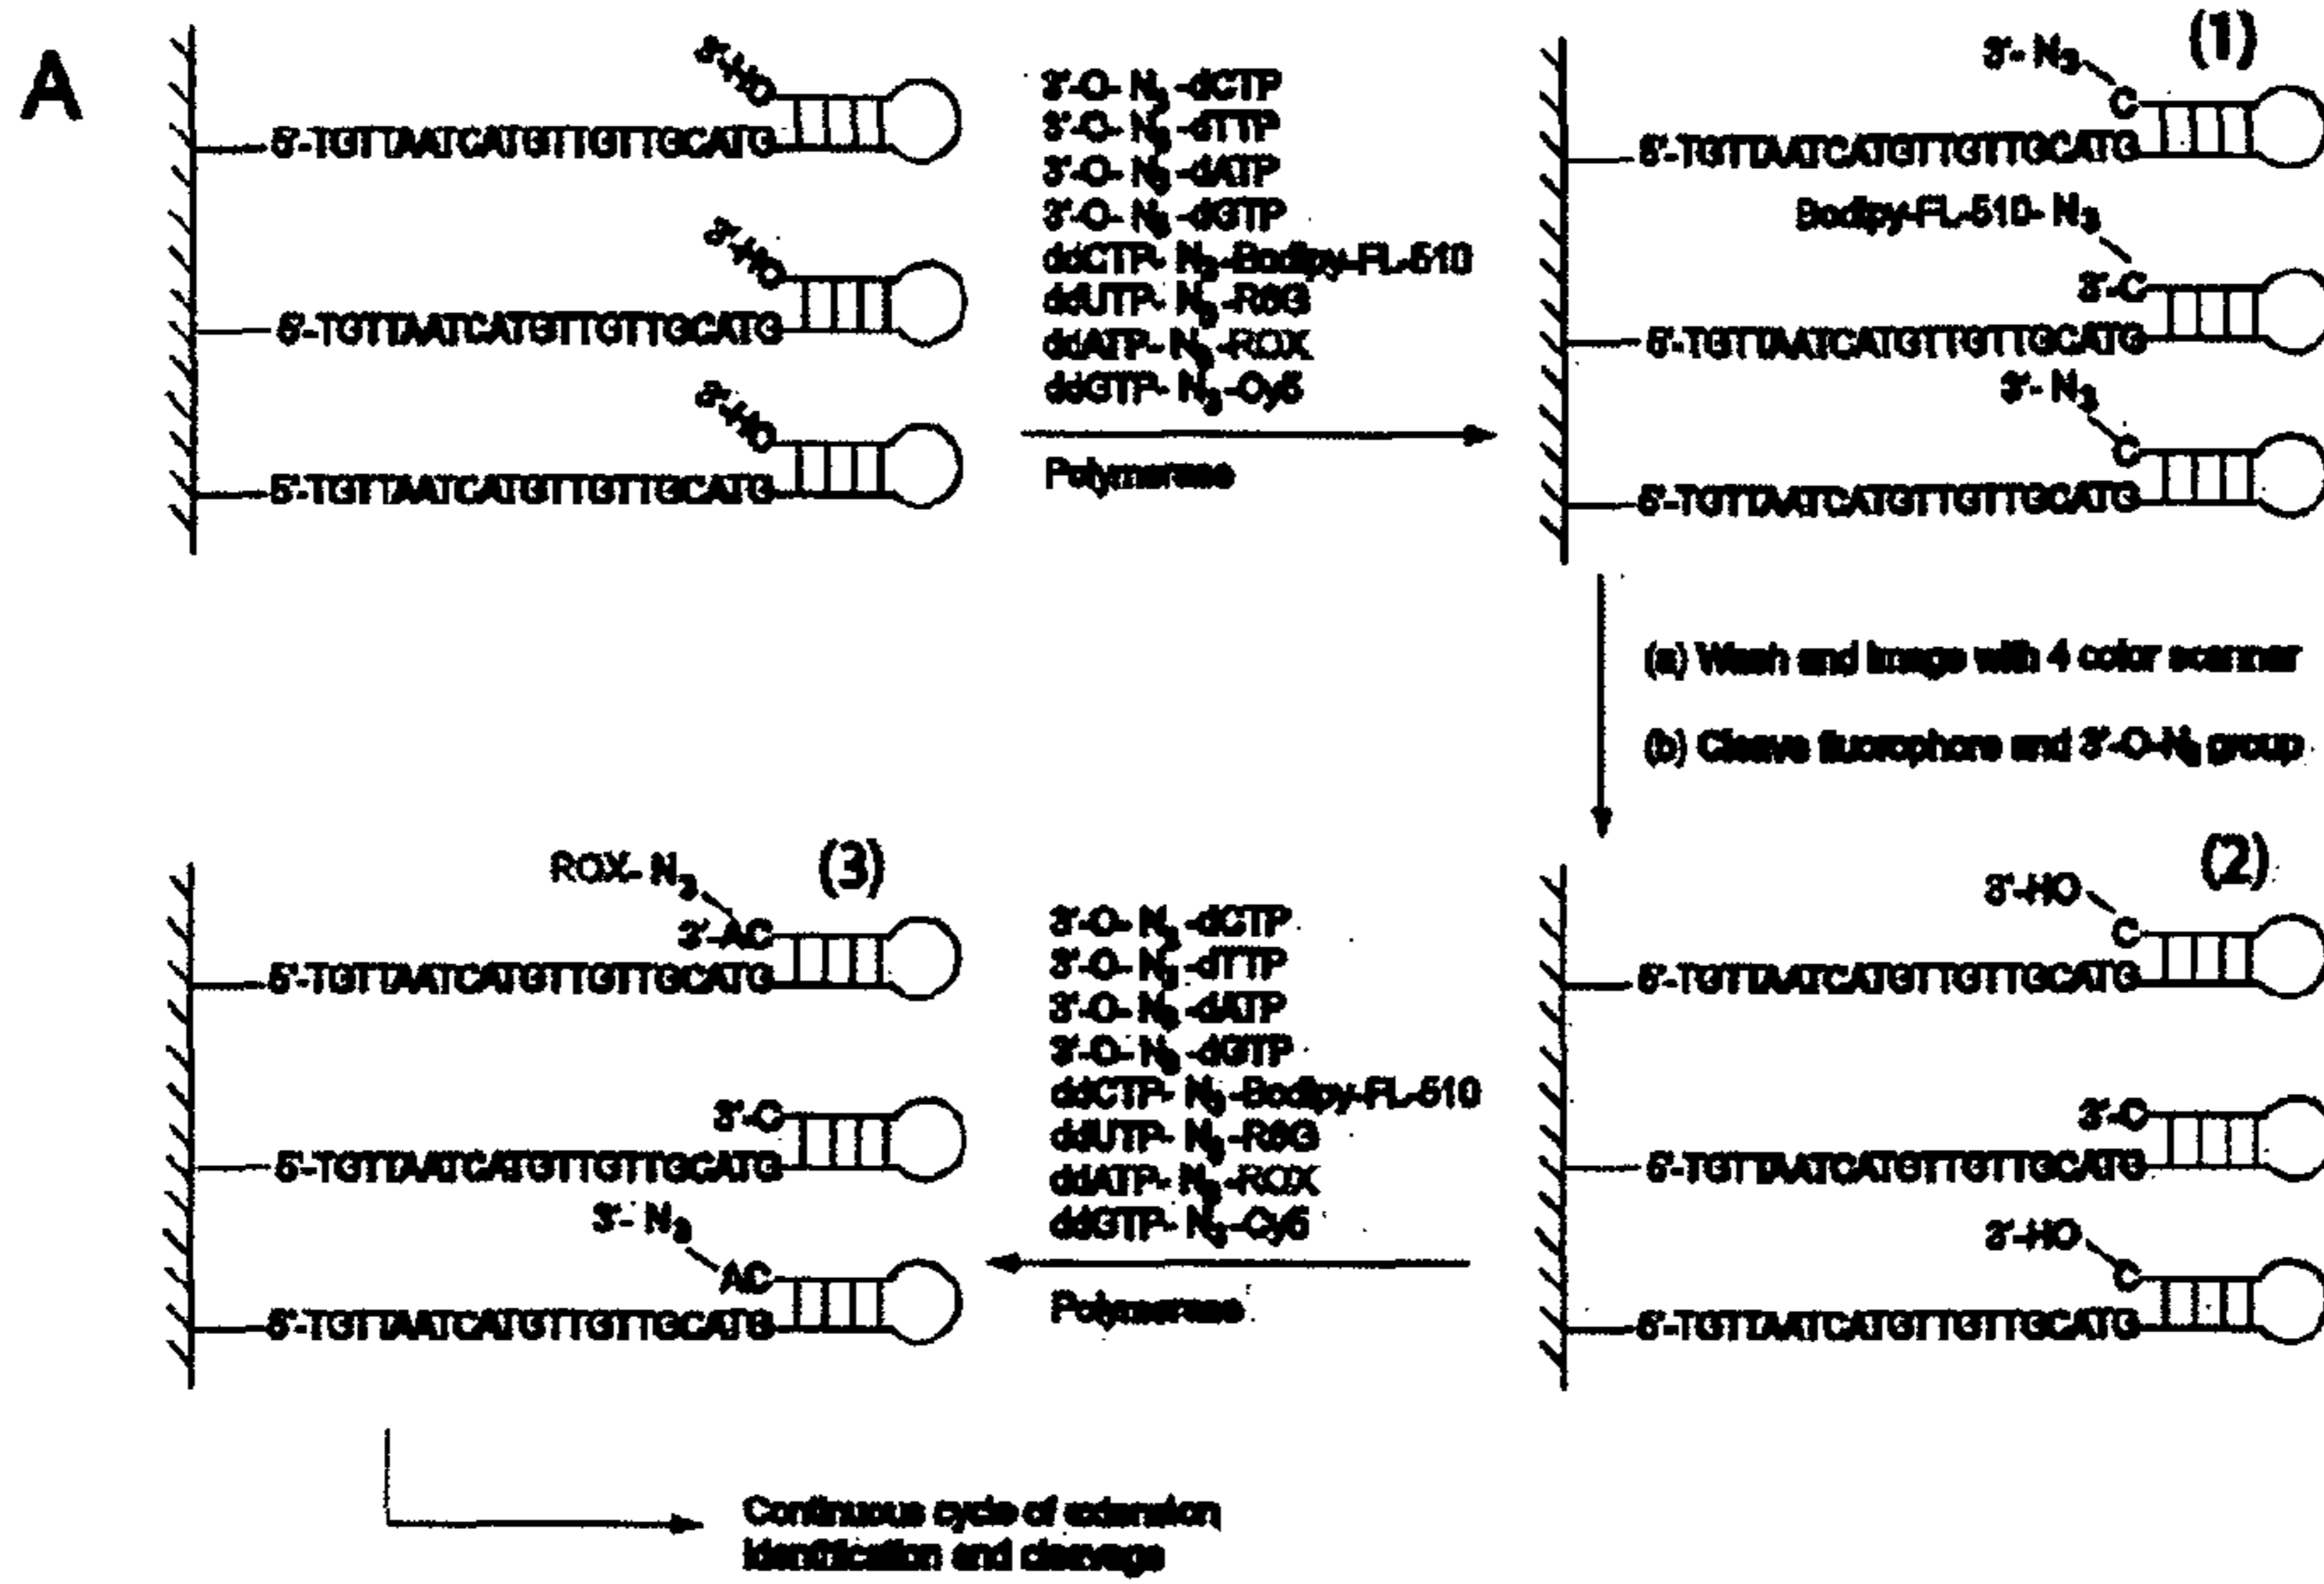 A
3'-HO
5'-TGTTAATCATGTTGTTGCATG
3'-HO
5'-TGTTAATCATGTTGTTGCATG
3'-HO
5'-TGTTAATCATGTTGTTGCATG
3'-O-N3-dCTP
3'-O-N3-dTTP
3'-O-N3-dATP
3'-O-N3-dGTP
ddCTP-N3-Bodipy-FL-510
ddUTP-N3-R6G
ddATP-N3-ROX
ddGTP-N3-Cy5
Polymerase
(1)
3'-N3
C
5'-TGTTAATCATGTTGTTGCATG
Bodipy-FL-510-N3
3'-C
5'-TGTTAATCATGTTGTTGCATG
3'-N3
C
5'-TGTTAATCATGTTGTTGCATG
(a) Wash and image with 4 color scanner
(b) Cleave fluorophore and 3'-O-N3 group
(2)
3'-HO
C
5'-TGTTAATCATGTTGTTGCATG
3'-C
5'-TGTTAATCATGTTGTTGCATG
3'-HO
C
5'-TGTTAATCATGTTGTTGCATG
3'-O-N3-dCTP
3'-O-N3-dTTP
3'-O-N3-dATP
3'-O-N3-dGTP
ddCTP-N3-Bodipy-FL-510
ddUTP-N3-R6G
ddATP-N3-ROX
ddGTP-N3-Cy5
Polymerase
(3)
ROX-N3
3'-AC
5'-TGTTAATCATGTTGTTGCATG
3'-C
5'-TGTTAATCATGTTGTTGCATG
3'-N3
AC
5'-TGTTAATCATGTTGTTGCATG
Continuous cycle of extension
identification and cleavage